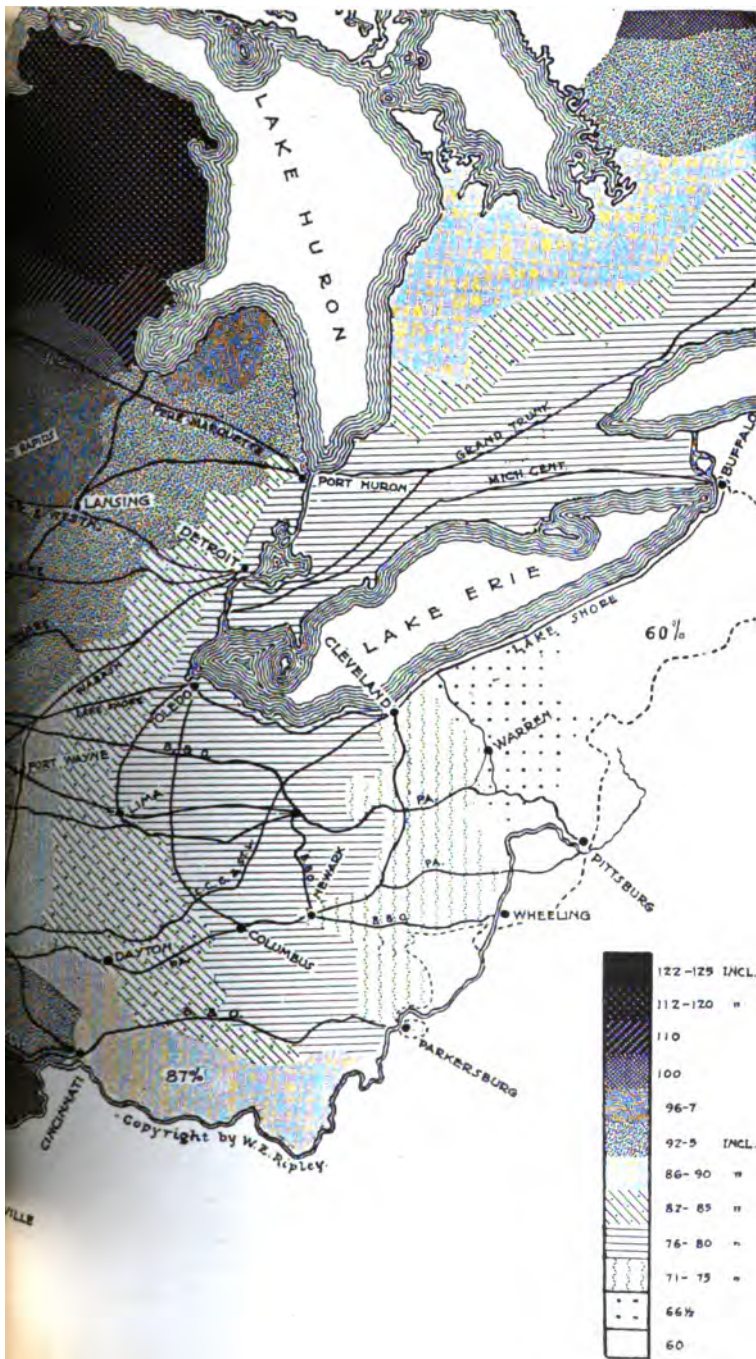 LAKE HURON
PERE MARQUETTE
RAPIDS
LANSING
PORT HURON
GRAND TRUNK
MICH. CENT.
BUFFALO
DETROIT
LAKE ERIE
LAKE SHORE
60%
CLEVELAND
WABASH
LAKE SHORE
TOLEDO
WARREN
FORT WAYNE
B. & O.
LIMA
PA.
PITTSBURG
C.C.C. & ST.L.
B. & O.
NEWARK
PA.
B. & O.
WHEELING
DAYTON
PA.
COLUMBUS
B. & O.
PARKERSBURG
87%
CINCINNATI
Copyright by W. Z. Ripley.
VILLE
122-125 INCL.
112-120 "
110
100
96-7
92-5 INCL.
86-90 "
82-85 "
76-80 "
71-75 "
66½
60